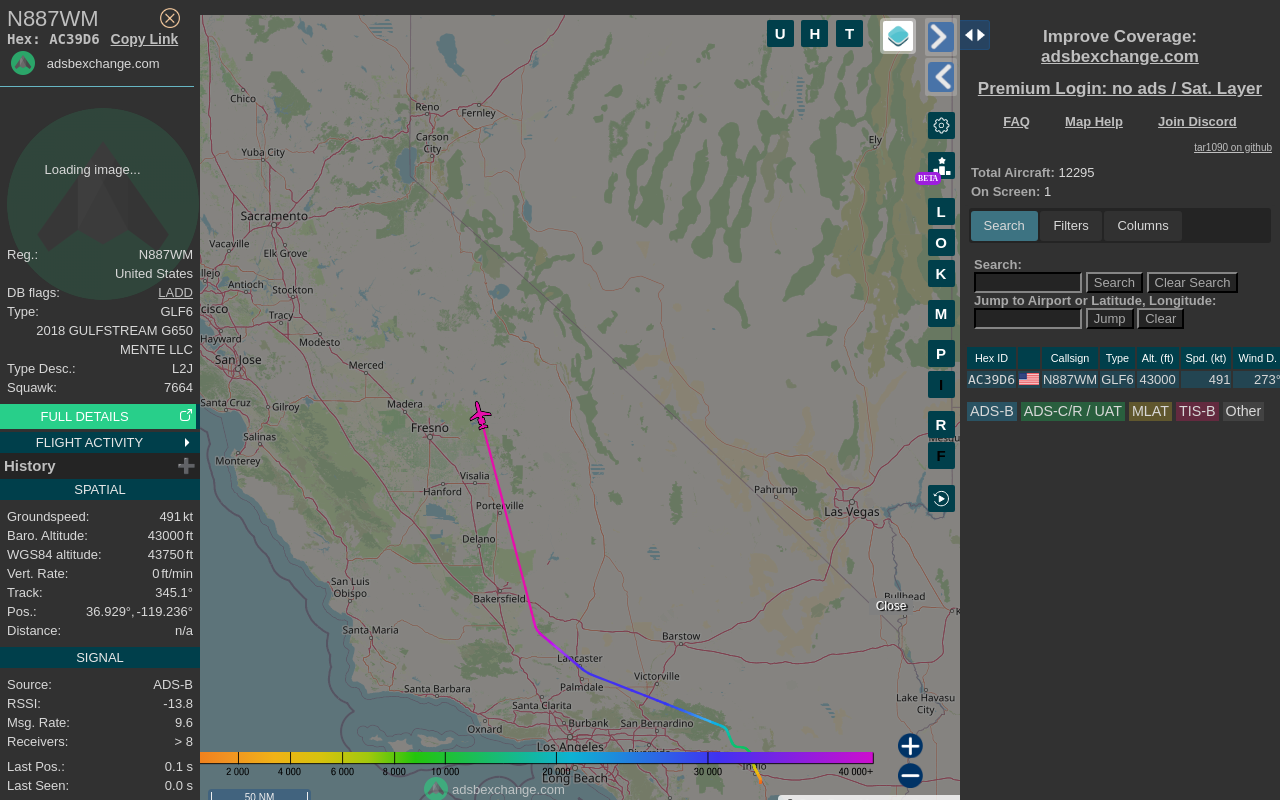 N887WM
Hex: AC39D6 Copy Link
adsbexchange.com
Loading image...
Reg.: N887WM
United States
DB flags: LADD
Type: GLF6
2018 GULFSTREAM G650
MENTE LLC
Type Desc.: L2J
Squawk: 7664
FULL DETAILS
FLIGHT ACTIVITY
History
SPATIAL
Groundspeed: 491 kt
Baro. Altitude: 43000 ft
WGS84 altitude: 43750 ft
Vert. Rate: 0 ft/min
Track: 345.1°
Pos.: 36.929°, -119.236°
Distance: n/a
SIGNAL
Source: ADS-B
RSSI: -13.8
Msg. Rate: 9.6
Receivers: > 8
Last Pos.: 0.1 s
Last Seen: 0.0 s
U H T
Chico
Reno
Fernley
Carson
City
Yuba City
Ely
Sacramento
Vacaville
Elk Grove
llejo
Antioch
Stockton
cisco
Tracy
Hayward
Modesto
San Jose
Merced
Santa Cruz
Gilroy
Madera
Fresno
Salinas
Monterey
Visalia
Hanford
Porterville
Pahrump
Las Vegas
Delano
San Luis
Obispo
Bakersfield
Bullhead
Close
Santa Maria
Barstow
Lancaster
Palmdale
Victorville
Santa Barbara
Santa Clarita
Lake Havasu
City
Oxnard
Burbank
San Bernardino
Los Angeles
Riverside
Indio
Long Beach
BETA
L
O
K
M
P
I
R
F
2 000 4 000 6 000 8 000 10 000 20 000 30 000 40 000+
adsbexchange.com
50 NM
Improve Coverage:
adsbexchange.com
Premium Login: no ads / Sat. Layer
FAQ Map Help Join Discord
tar1090 on github
Total Aircraft: 12295
On Screen: 1
Search Filters Columns
Search:
Search Clear Search
Jump to Airport or Latitude, Longitude:
Jump Clear
Hex ID Callsign Type Alt. (ft) Spd. (kt) Wind D.
AC39D6 N887WM GLF6 43000 491 273°
ADS-B ADS-C/R / UAT MLAT TIS-B Other